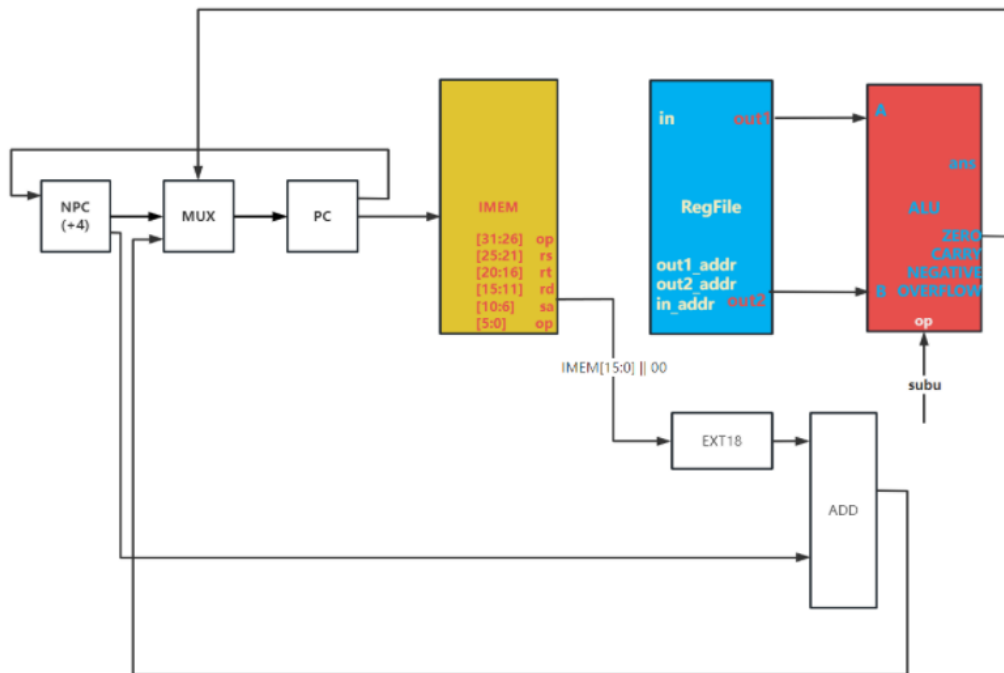 NPC
(+4)
MUX
PC
IMEM
[31:26] op
[25:21] rs
[20:16] rt
[15:11] rd
[10:6] sa
[5:0] op
IMEM[15:0] || 00
in
out1
RegFile
out1_addr
out2_addr
in_addr
out2
A
ans
ALU
ZERO
CARRY
NEGATIVE
B OVERFLOW
op
subu
EXT18
ADD